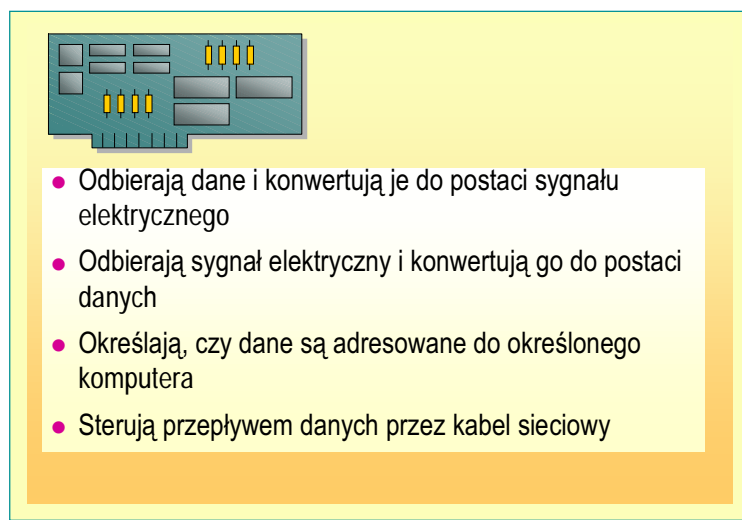 ● Odbierają dane i konwertują je do postaci sygnału
elektrycznego
● Odbierają sygnał elektryczny i konwertują go do postaci
danych
● Określają, czy dane są adresowane do określonego
komputera
● Sterują przepływem danych przez kabel sieciowy